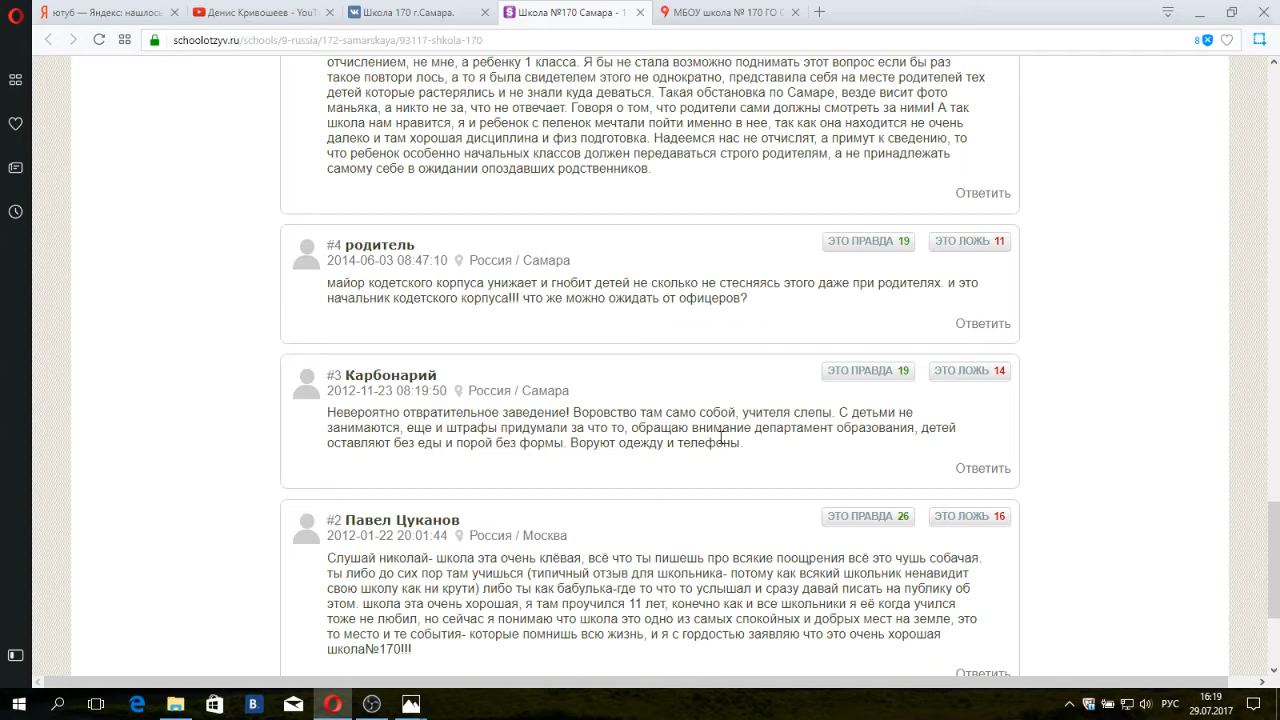 ютуб — Яндекс: нашлось
Денис Кривошеев - YouT
Школа 170 г.Самара.
Школа №170 Самара - 1
МБОУ школа № 170 ГО С
schoolotzyv.ru/schools/9-russia/172-samarskaya/93117-shkola-170
8
отчислением, не мне, а ребенку 1 класса. Я бы не стала возможно поднимать этот вопрос если бы раз
такое повтори лось, а то я была свидетелем этого не однократно, представила себя на месте родителей тех
детей которые растерялись и не знали куда деваться. Такая обстановка по Самаре, везде висит фото
маньяка, а никто не за, что не отвечает. Говоря о том, что родители сами должны смотреть за ними! А так
школа нам нравится, я и ребенок с пеленок мечтали пойти именно в нее, так как она находится не очень
далеко и там хорошая дисциплина и физ подготовка. Надеемся нас не отчислят, а примут к сведению, то
что ребенок особенно начальных классов должен передаваться строго родителям, а не принадлежать
самому себе в ожидании опоздавших родственников.
Ответить
#4 родитель
ЭТО ПРАВДА 19 ЭТО ЛОЖЬ 11
2014-06-03 08:47:10 Россия / Самара
майор кодетского корпуса унижает и гнобит детей не сколько не стесняясь этого даже при родителях. и это
начальник кодетского корпуса!!! что же можно ожидать от офицеров?
Ответить
#3 Карбонарий
ЭТО ПРАВДА 19 ЭТО ЛОЖЬ 14
2012-11-23 08:19:50 Россия / Самара
Невероятно отвратительное заведение! Воровство там само собой, учителя слепы. С детьми не
занимаются, еще и штрафы придумали за что то, обращаю внимание департамент образования, детей
оставляют без еды и порой без формы. Воруют одежду и телефоны.
Ответить
#2 Павел Цуканов
ЭТО ПРАВДА 26 ЭТО ЛОЖЬ 16
2012-01-22 20:01:44 Россия / Москва
Слушай николай- школа эта очень клёвая, всё что ты пишешь про всякие поощрения всё это чушь собачая.
ты либо до сих пор там учишься (типичный отзыв для школьника- потому как всякий школьник ненавидит
свою школу как ни крути) либо ты как бабулька-где то что то услышал и сразу давай писать на публику об
этом. школа эта очень хорошая, я там проучился 11 лет, конечно как и все школьники я её когда учился
тоже не любил, но сейчас я понимаю что школа это одно из самых спокойных и добрых мест на земле, это
то место и те события- которые помнишь всю жизнь, и я с гордостью заявляю что это очень хорошая
школа№170!!!
Ответить
РУС
16:19
29.07.2017